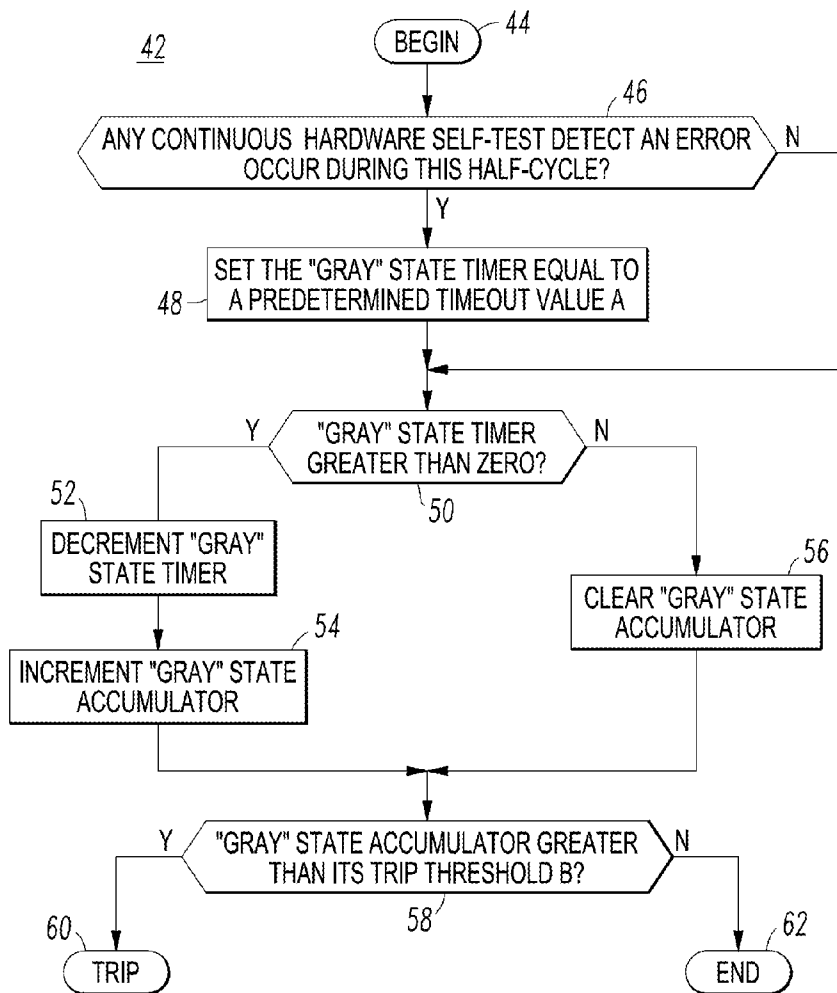 42
BEGIN
44
46
ANY CONTINUOUS HARDWARE SELF-TEST DETECT AN ERROR
OCCUR DURING THIS HALF-CYCLE?
N
Y
SET THE "GRAY" STATE TIMER EQUAL TO
A PREDETERMINED TIMEOUT VALUE A
48
Y
"GRAY" STATE TIMER
GREATER THAN ZERO?
N
50
52
DECREMENT "GRAY"
STATE TIMER
56
CLEAR "GRAY" STATE
ACCUMULATOR
54
INCREMENT "GRAY" STATE
ACCUMULATOR
Y
"GRAY" STATE ACCUMULATOR GREATER
THAN ITS TRIP THRESHOLD B?
N
58
60
TRIP
62
END